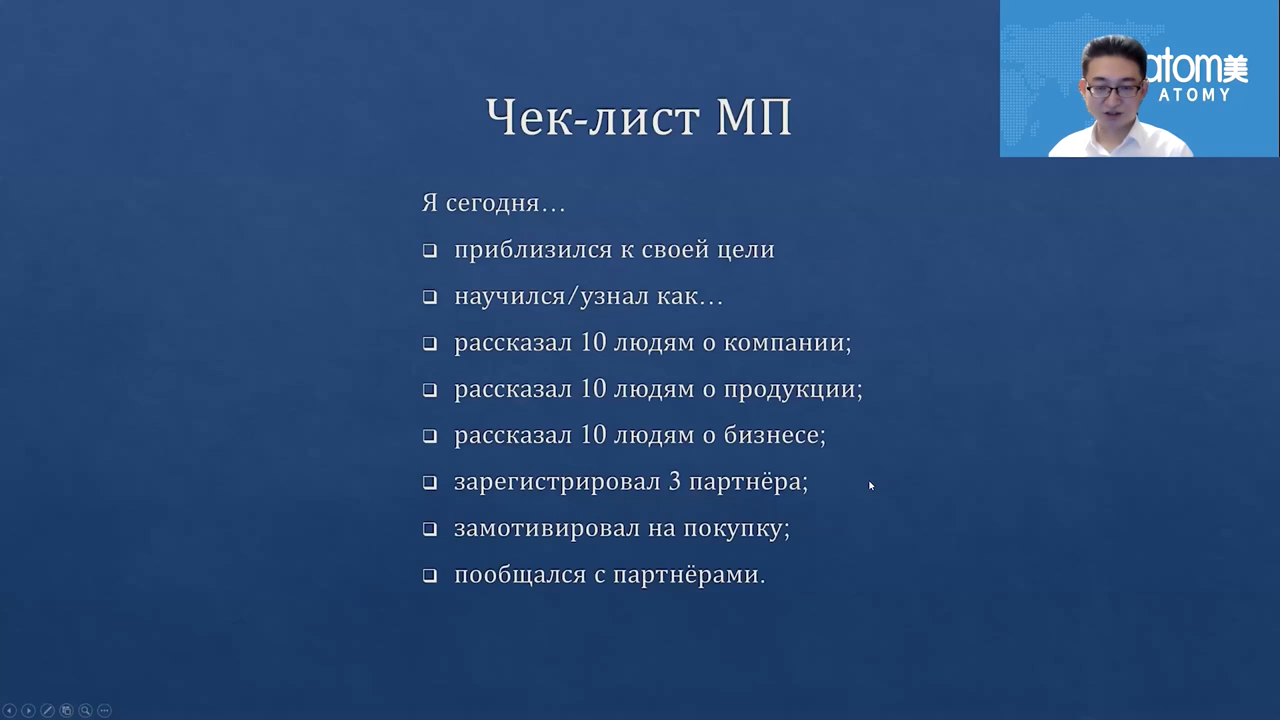 Чек-лист МП
atom美
ATOMY
Я сегодня…
приблизился к своей цели
научился/узнал как…
рассказал 10 людям о компании;
рассказал 10 людям о продукции;
рассказал 10 людям о бизнесе;
зарегистрировал 3 партнёра;
замотивировал на покупку;
пообщался с партнёрами.